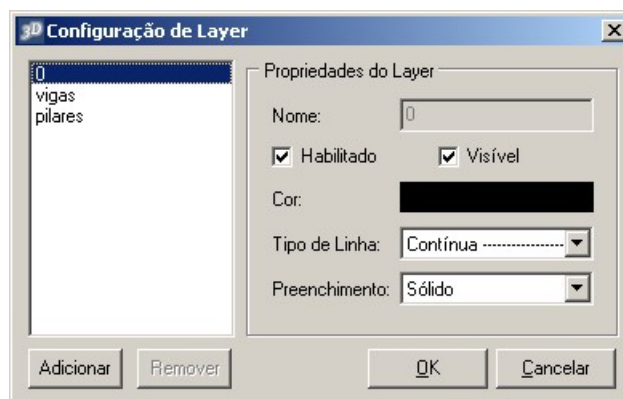 3D Configuração de Layer
0
vigas
pilares
Propriedades do Layer
Nome: 0
Habilitado Visível
Cor:
Tipo de Linha: Contínua ----------------
Preenchimento: Sólido
Adicionar Remover OK Cancelar